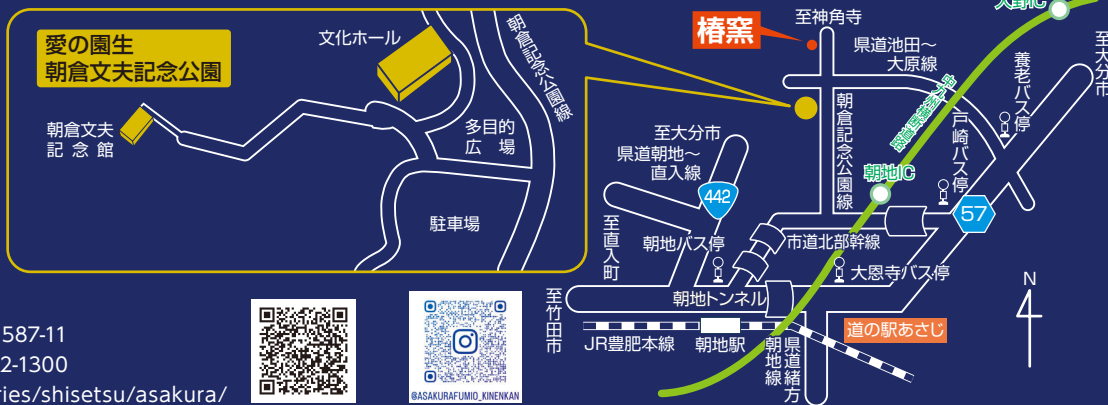 愛の園生
朝倉文夫記念公園
文化ホール
朝倉記念公園線
朝倉文夫
記念館
多目的
広場
駐車場
椿窯
至神角寺
県道池田〜
大原線
大野IC
至大分市
養老バス停
戸崎バス停
朝倉記念公園線
至大分市
県道朝地〜
直入線
442
朝地IC
57
至直入町
朝地バス停
市道北部幹線
大恩寺バス停
至竹田市
朝地トンネル
JR豊肥本線
朝地駅
県道緒方
朝地線
道の駅あさじ
N
587-11
2-1300
ries/shisetsu/asakura/
@ASAKURAFUMIO_KINENKAN